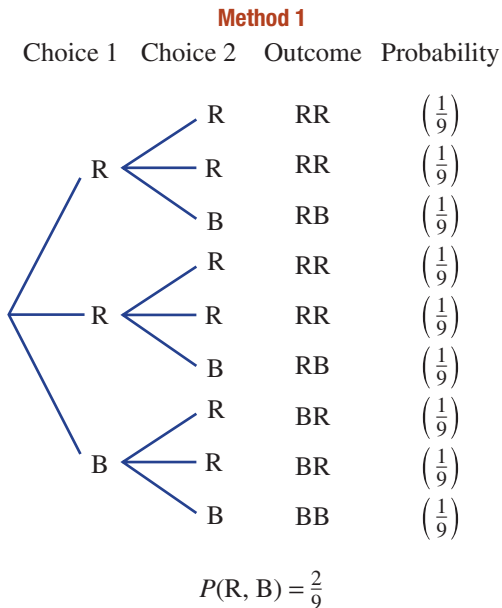 Method 1
Choice 1 Choice 2 Outcome Probability
R RR (1/9)
R R RR (1/9)
B RB (1/9)
R RR (1/9)
R R RR (1/9)
B RB (1/9)
R BR (1/9)
B R BR (1/9)
B BB (1/9)
P(R, B) = 2/9